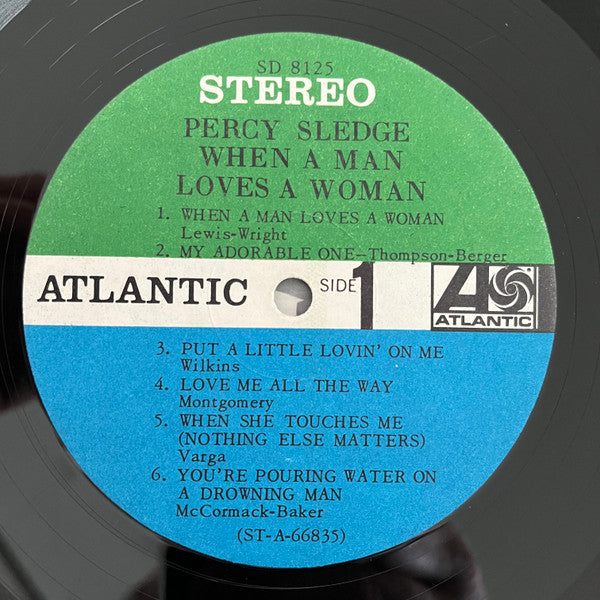 SD 8125
STEREO
PERCY SLEDGE
WHEN A MAN
LOVES A WOMAN
1. WHEN A MAN LOVES A WOMAN
Lewis-Wright
2. MY ADORABLE ONE—Thompson-Berger
ATLANTIC
SIDE 1
ATLANTIC
3. PUT A LITTLE LOVIN' ON ME
Wilkins
4. LOVE ME ALL THE WAY
Montgomery
5. WHEN SHE TOUCHES ME
(NOTHING ELSE MATTERS)
Varga
6. YOU'RE POURING WATER ON
A DROWNING MAN
McCormack-Baker
(ST-A-66835)